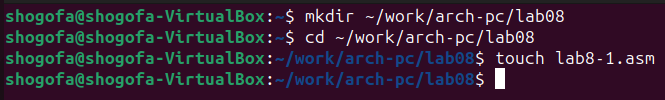 shogofa@shogofa-VirtualBox:~$ mkdir ~/work/arch-pc/lab08
shogofa@shogofa-VirtualBox:~$ cd ~/work/arch-pc/lab08
shogofa@shogofa-VirtualBox:~/work/arch-pc/lab08$ touch lab8-1.asm
shogofa@shogofa-VirtualBox:~/work/arch-pc/lab08$